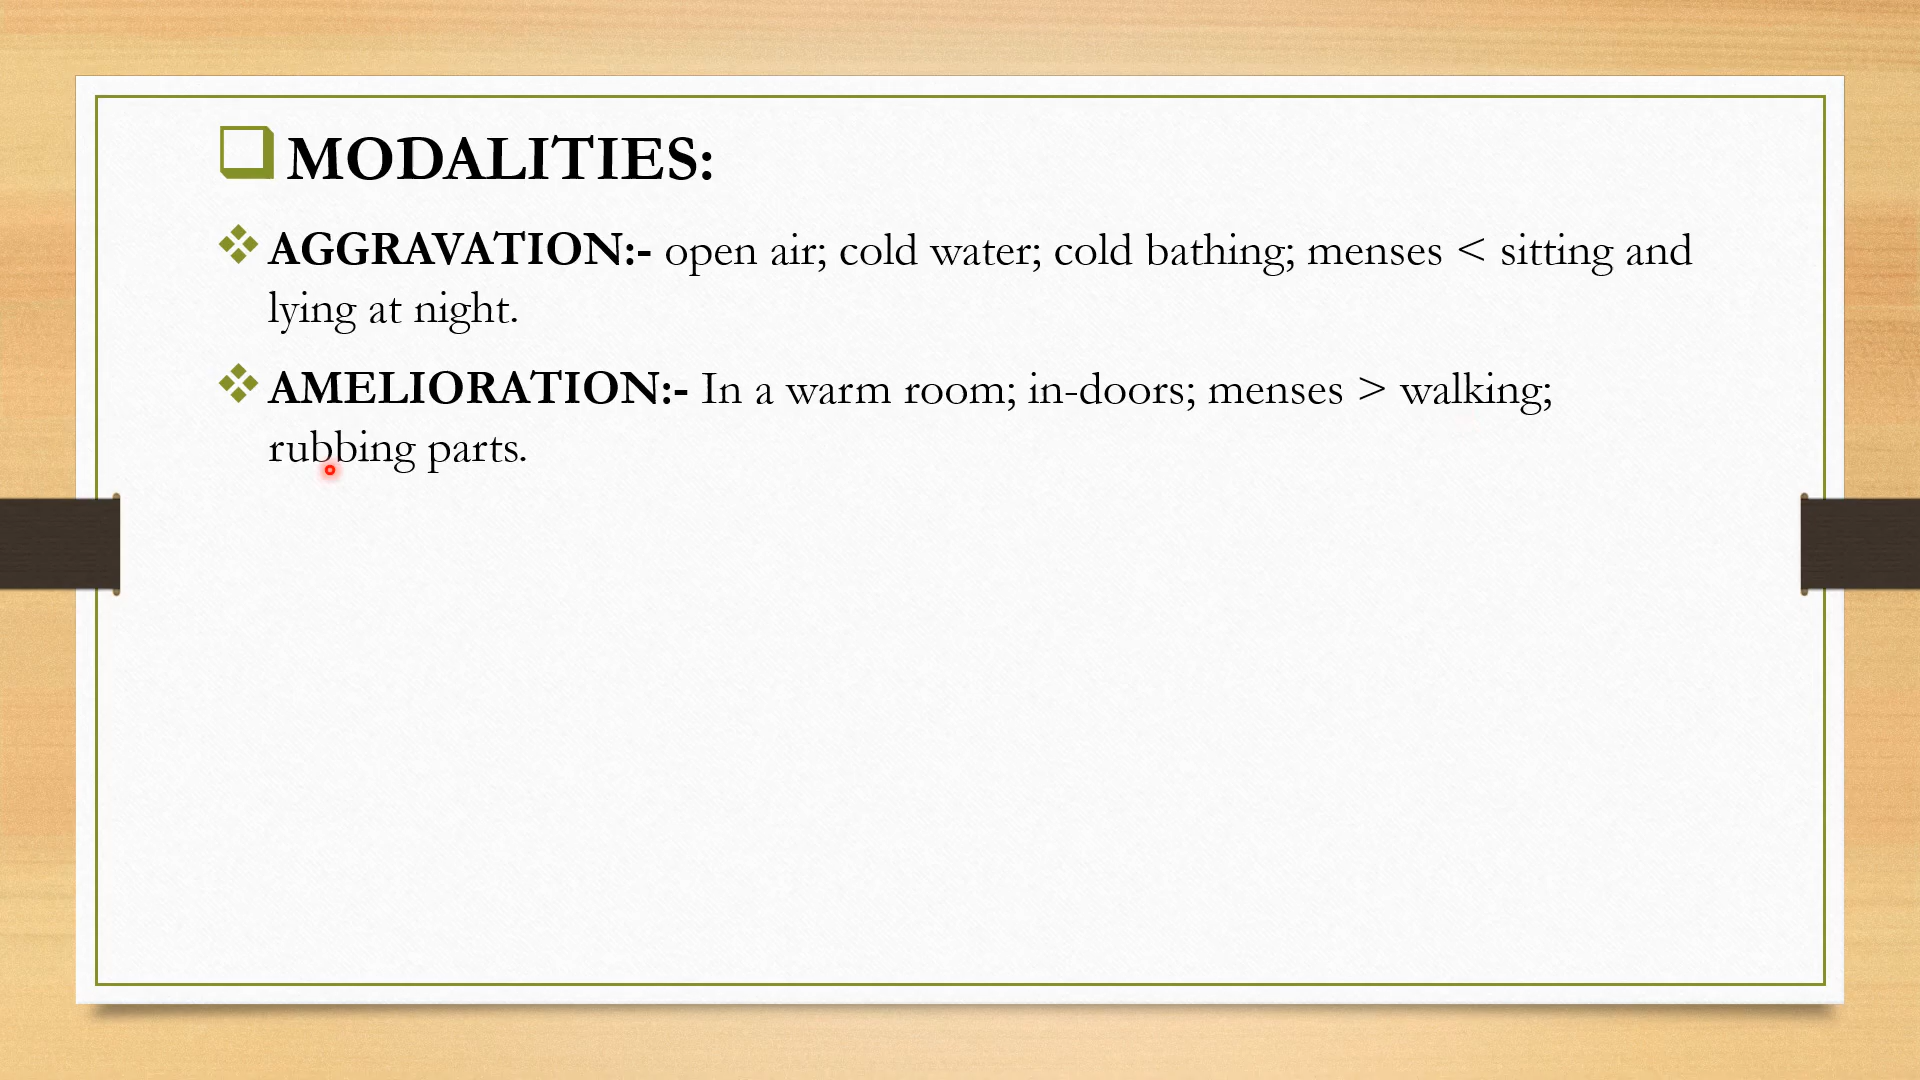 MODALITIES:
AGGRAVATION:- open air; cold water; cold bathing; menses < sitting and
lying at night.
AMELIORATION:- In a warm room; in-doors; menses > walking;
rubbing parts.